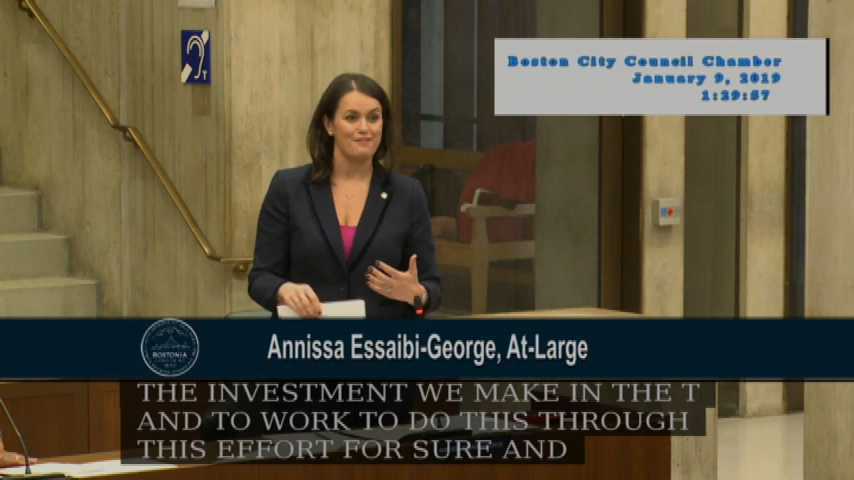 Boston City Council Chamber
January 9, 2019
1:29:57
BOSTONIA
Annissa Essaibi-George, At-Large
THE INVESTMENT WE MAKE IN THE T
AND TO WORK TO DO THIS THROUGH
THIS EFFORT FOR SURE AND